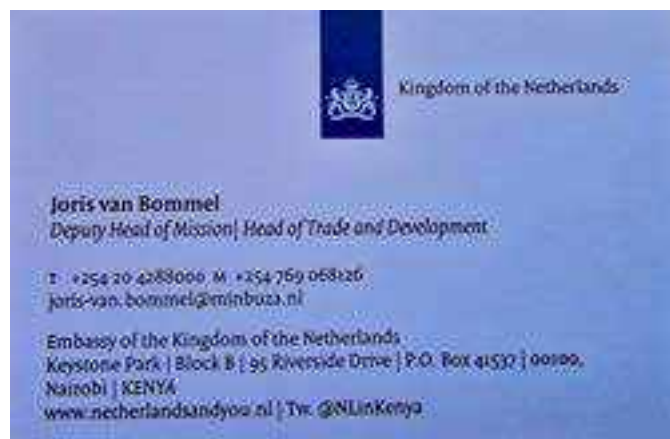 Kingdom of the Netherlands
Joris van Bommel
Deputy Head of Mission| Head of Trade and Development
T +254 20 4288000 M +254 769 068126
joris-van.bommel@minbuza.nl
Embassy of the Kingdom of the Netherlands
Keystone Park | Block B | 95 Riverside Drive | P.O. Box 41537 | 00100,
Nairobi | KENYA
www.netherlandsandyou.nl | Tw. @NLinKenya